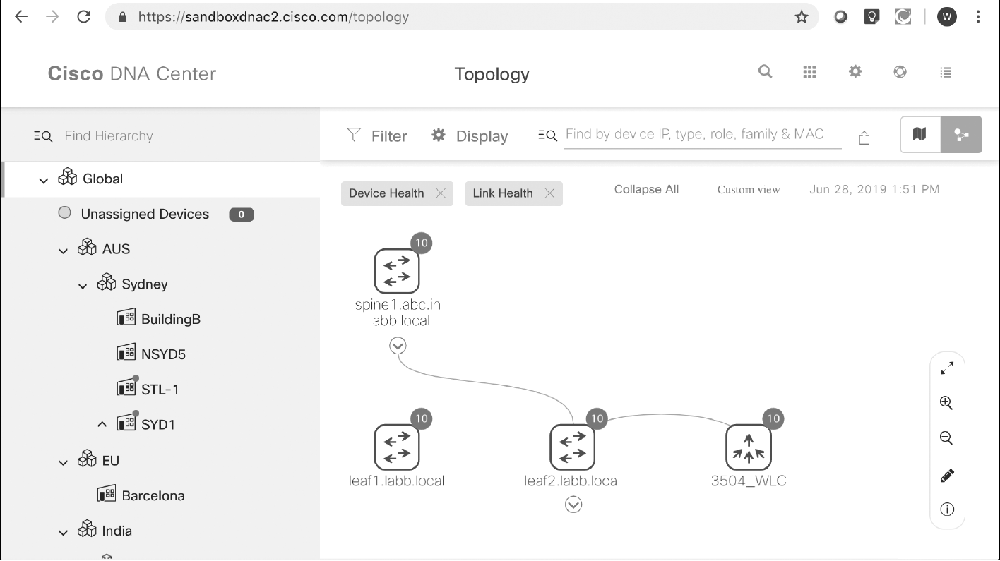 https://sandboxdnac2.cisco.com/topology
W
Cisco DNA Center
Topology
Find Hierarchy
Filter
Display
Find by device IP, type, role, family & MAC
Global
Unassigned Devices 0
AUS
Sydney
BuildingB
NSYD5
STL-1
SYD1
EU
Barcelona
India
Device Health
Link Health
Collapse All
Custom view
Jun 28, 2019 1:51 PM
10
spine1.abc.in
.labb.local
10
leaf1.labb.local
10
leaf2.labb.local
10
3504_WLC